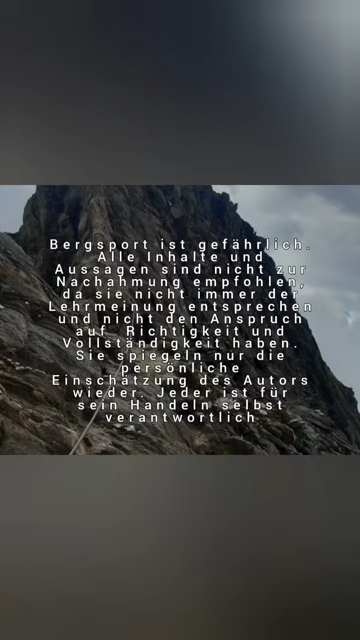 Bergsport ist gefährlich.
Alle Inhalte und
Aussagen sind nicht zur
Nachahmung empfohlen,
da sie nicht immer der
Lehrmeinung entsprechen
und nicht den Anspruch
auf Richtigkeit und
Vollständigkeit haben.
Sie spiegeln nur die
persönliche
Einschätzung des Autors
wieder. Jeder ist für
sein Handeln selbst
verantwortlich